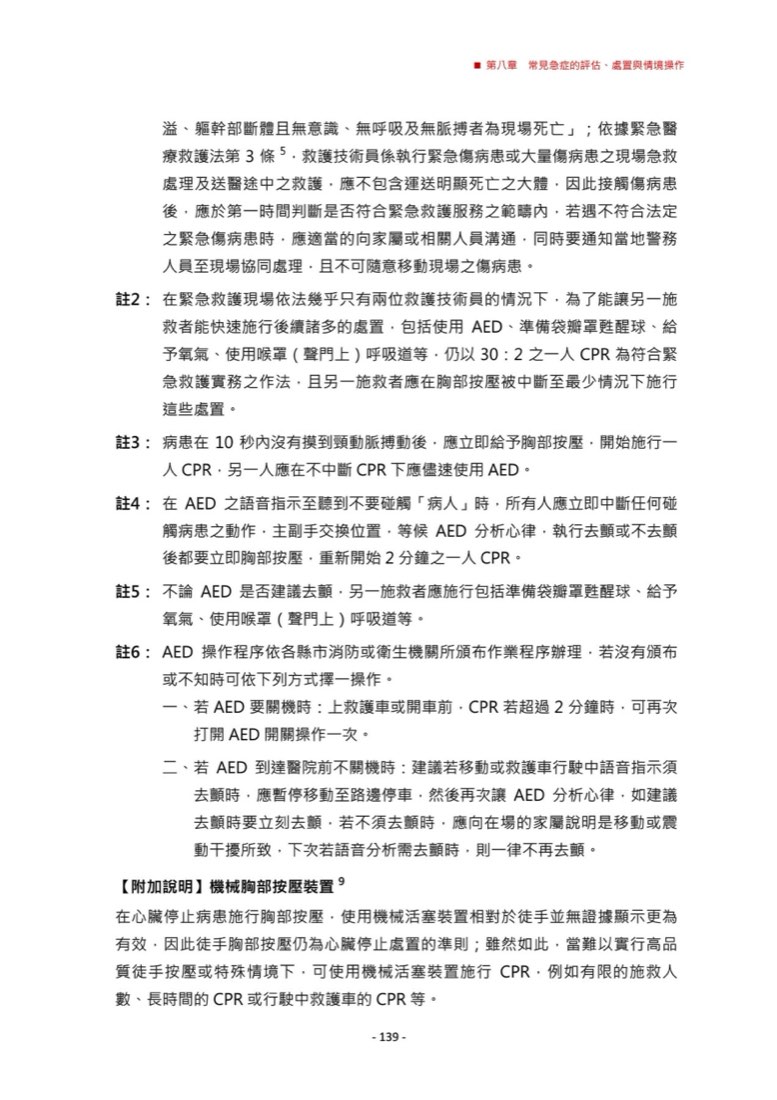 ■ 第八章　常見急症的評估、處置與情境操作
溢、軀幹部斷體且無意識、無呼吸及無脈搏者為現場死亡」；依據緊急醫
療救護法第 3 條 5，救護技術員係執行緊急傷病患或大量傷病患之現場急救
處理及送醫途中之救護，應不包含運送明顯死亡之大體，因此接觸傷病患
後，應於第一時間判斷是否符合緊急救護服務之範疇內，若遇不符合法定
之緊急傷病患時，應適當的向家屬或相關人員溝通，同時要通知當地警務
人員至現場協同處理，且不可隨意移動現場之傷病患。
註2： 在緊急救護現場依法幾乎只有兩位救護技術員的情況下，為了能讓另一施
救者能快速施行後續諸多的處置，包括使用 AED、準備袋瓣罩甦醒球、給
予氧氣、使用喉罩（聲門上）呼吸道等，仍以 30：2 之一人 CPR 為符合緊
急救護實務之作法，且另一施救者應在胸部按壓被中斷至最少情況下施行
這些處置。
註3： 病患在 10 秒內沒有摸到頸動脈搏動後，應立即給予胸部按壓，開始施行一
人 CPR，另一人應在不中斷 CPR 下應儘速使用 AED。
註4： 在 AED 之語音指示至聽到不要碰觸「病人」時，所有人應立即中斷任何碰
觸病患之動作，主副手交換位置，等候 AED 分析心律，執行去顫或不去顫
後都要立即胸部按壓，重新開始 2 分鐘之一人 CPR。
註5： 不論 AED 是否建議去顫，另一施救者應施行包括準備袋瓣罩甦醒球、給予
氧氣、使用喉罩（聲門上）呼吸道等。
註6： AED 操作程序依各縣市消防或衛生機關所頒布作業程序辦理，若沒有頒布
或不知時可依下列方式擇一操作。
一、若 AED 要關機時：上救護車或開車前，CPR 若超過 2 分鐘時，可再次
打開 AED 開關操作一次。
二、若 AED 到達醫院前不關機時：建議若移動或救護車行駛中語音指示須
去顫時，應暫停移動至路邊停車，然後再次讓 AED 分析心律，如建議
去顫時要立刻去顫，若不須去顫時，應向在場的家屬說明是移動或震
動干擾所致，下次若語音分析需去顫時，則一律不再去顫。
【附加說明】機械胸部按壓裝置 9
在心臟停止病患施行胸部按壓，使用機械活塞裝置相對於徒手並無證據顯示更為
有效，因此徒手胸部按壓仍為心臟停止處置的準則；雖然如此，當難以實行高品
質徒手按壓或特殊情境下，可使用機械活塞裝置施行 CPR，例如有限的施救人
數、長時間的 CPR 或行駛中救護車的 CPR 等。
- 139 -